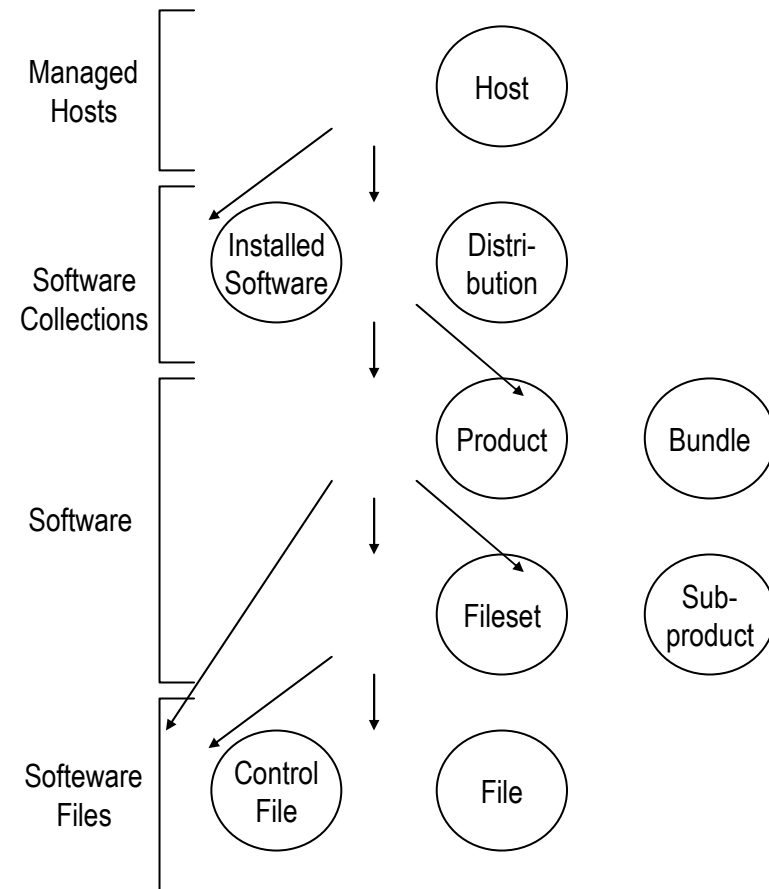 Managed
Hosts
Host
Installed
Software
Distri-
bution
Software
Collections
Product
Bundle
Software
Fileset
Sub-
product
Softeware
Files
Control
File
File